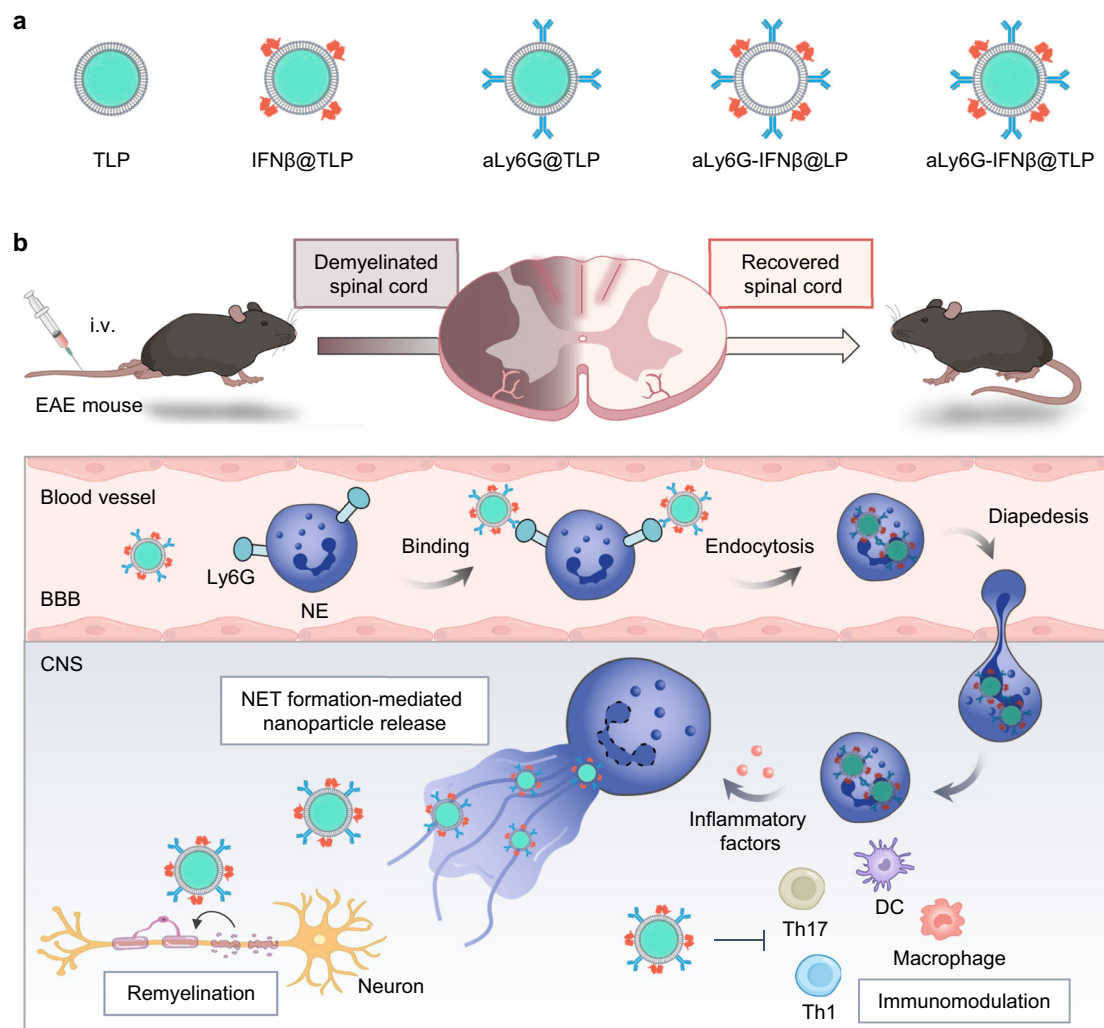 a
TLP
IFNβ@TLP
aLy6G@TLP
aLy6G-IFNβ@LP
aLy6G-IFNβ@TLP
b
Demyelinated
spinal cord
Recovered
spinal cord
i.v.
EAE mouse
Blood vessel
Ly6G
NE
Binding
Endocytosis
Diapedesis
BBB
CNS
NET formation-mediated
nanoparticle release
Inflammatory
factors
DC
Th17
Macrophage
Th1
Immunomodulation
Neuron
Remyelination